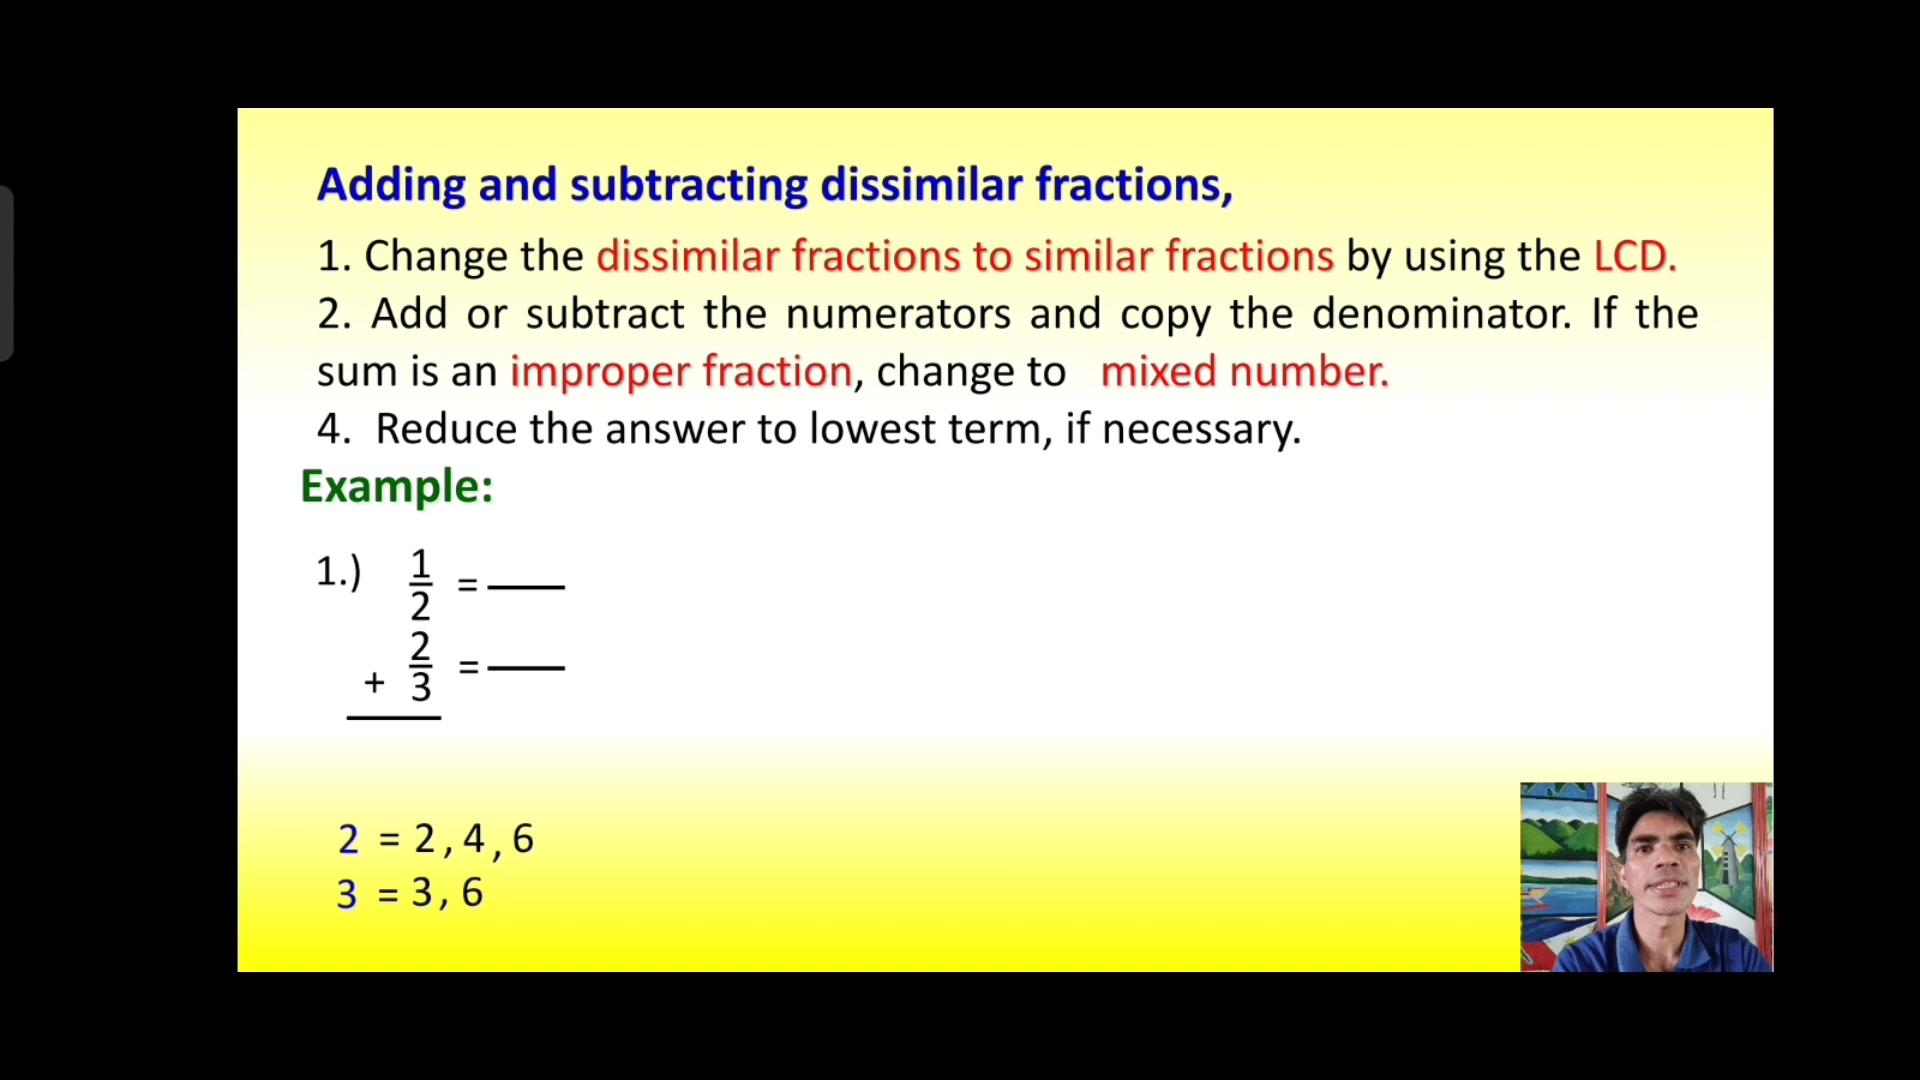 Adding and subtracting dissimilar fractions,
1. Change the dissimilar fractions to similar fractions by using the LCD.
2. Add or subtract the numerators and copy the denominator. If the
sum is an improper fraction, change to mixed number.
4. Reduce the answer to lowest term, if necessary.
Example:
1.) 1/2 = ___
+ 2/3 = ___
2 = 2, 4, 6
3 = 3, 6